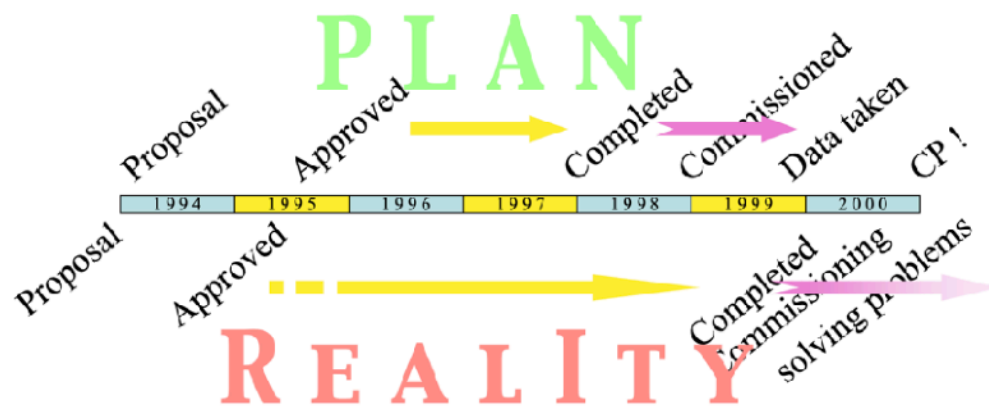 PLAN
Proposal
Approved
Completed
Commissioned
Data taken
CP !
1994 1995 1996 1997 1998 1999 2000
Proposal
Approved
Completed
Commissioning
solving problems
REALITY